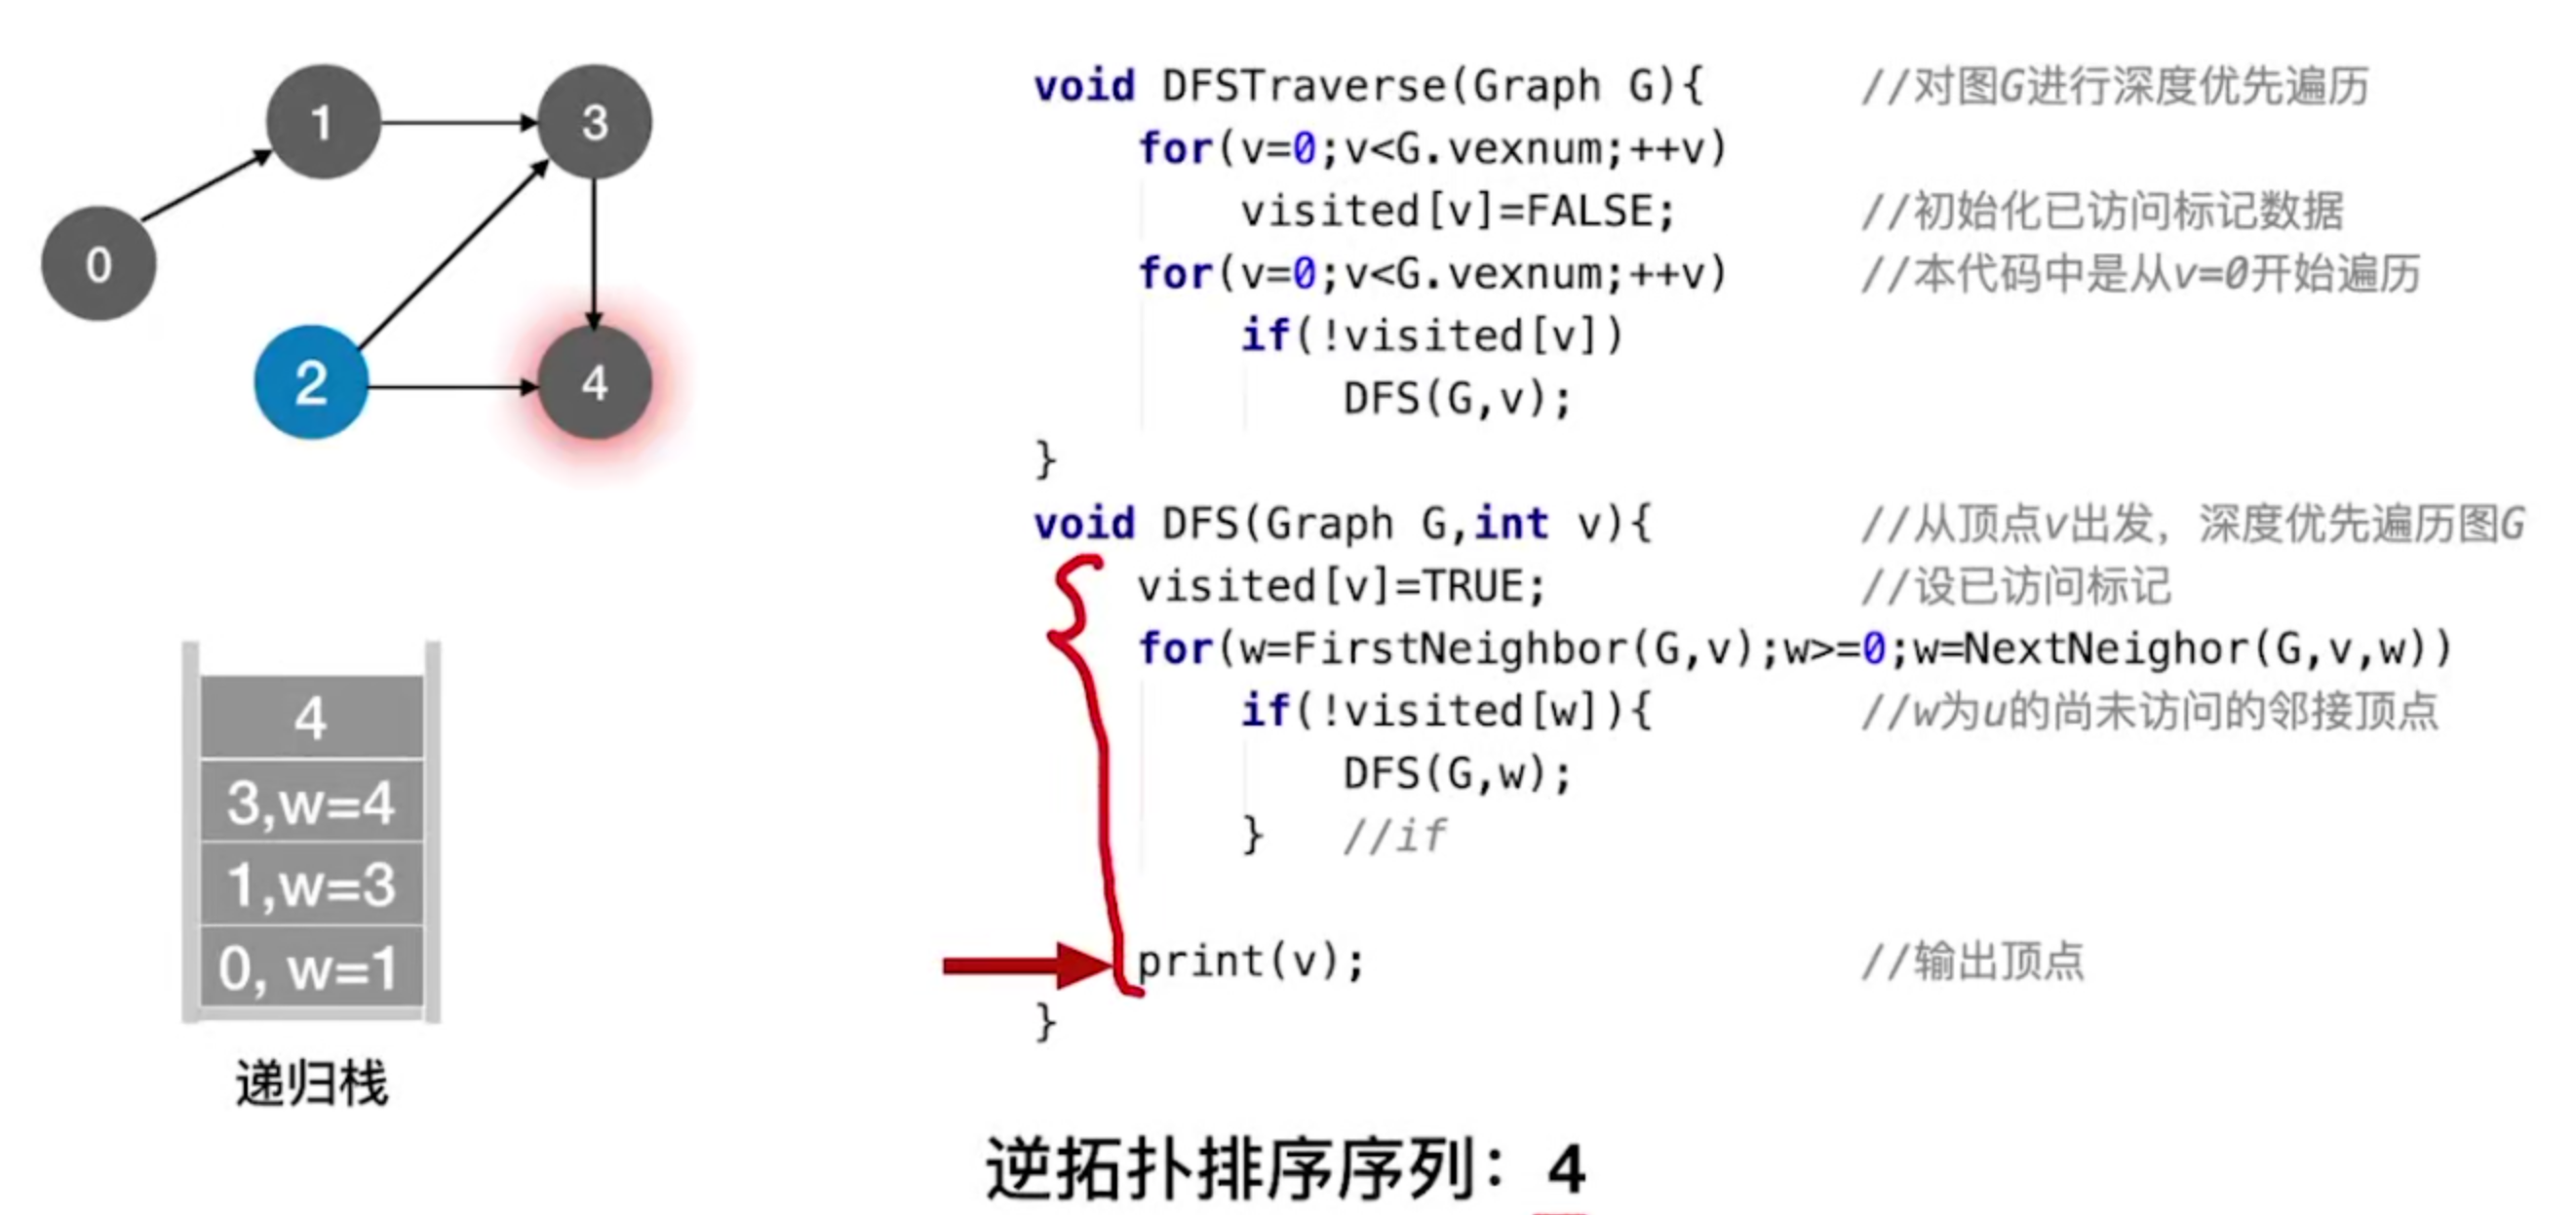 1
3
0
2
4
4
3,w=4
1,w=3
0, w=1
递归栈
void DFSTraverse(Graph G){ //对图G进行深度优先遍历
for(v=0;v<G.vexnum;++v)
visited[v]=FALSE; //初始化已访问标记数据
for(v=0;v<G.vexnum;++v) //本代码中是从v=0开始遍历
if(!visited[v])
DFS(G,v);
}
void DFS(Graph G,int v){ //从顶点v出发，深度优先遍历图G
visited[v]=TRUE; //设已访问标记
for(w=FirstNeighbor(G,v);w>=0;w=NextNeighor(G,v,w))
if(!visited[w]){ //w为u的尚未访问的邻接顶点
DFS(G,w);
} //if
print(v); //输出顶点
}
逆拓扑排序序列：4